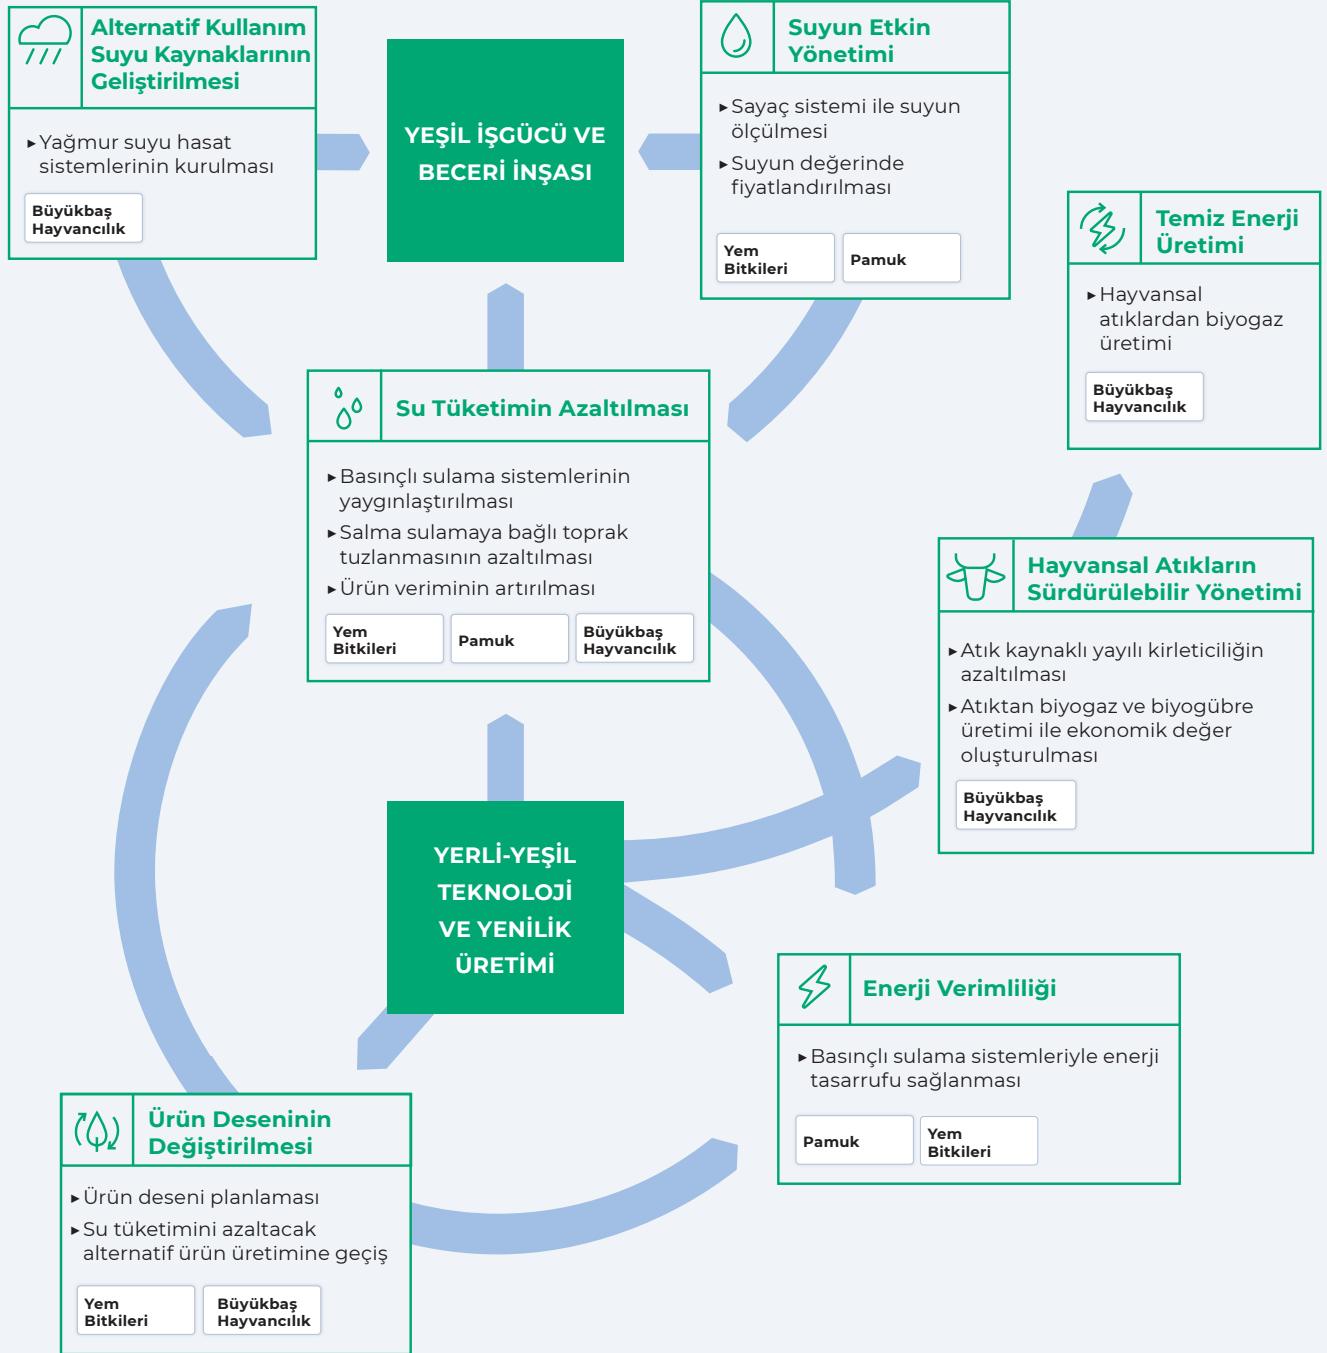 Alternatif Kullanım
Suyu Kaynaklarının
Geliştirilmesi
▸Yağmur suyu hasat
sistemlerinin kurulması
Büyükbaş
Hayvancılık
YEŞİL İŞGÜCÜ VE
BECERİ İNŞASI
Suyun Etkin
Yönetimi
▸Sayaç sistemi ile suyun
ölçülmesi
▸Suyun değerinde
fiyatlandırılması
Yem
Bitkileri
Pamuk
Temiz Enerji
Üretimi
▸Hayvansal
atıklardan biyogaz
üretimi
Büyükbaş
Hayvancılık
Su Tüketimin Azaltılması
▸Basınçlı sulama sistemlerinin
yaygınlaştırılması
▸Salma sulamaya bağlı toprak
tuzlanmasının azaltılması
▸Ürün veriminin artırılması
Yem
Bitkileri
Pamuk
Büyükbaş
Hayvancılık
Hayvansal Atıkların
Sürdürülebilir Yönetimi
▸Atık kaynaklı yayılı kirleticiliğin
azaltılması
▸Atıktan biyogaz ve biyogübre
üretimi ile ekonomik değer
oluşturulması
Büyükbaş
Hayvancılık
YERLİ-YEŞİL
TEKNOLOJİ
VE YENİLİK
ÜRETİMİ
Enerji Verimliliği
▸Basınçlı sulama sistemleriyle enerji
tasarrufu sağlanması
Pamuk
Yem
Bitkileri
Ürün Deseninin
Değiştirilmesi
▸Ürün deseni planlaması
▸Su tüketimini azaltacak
alternatif ürün üretimine geçiş
Yem
Bitkileri
Büyükbaş
Hayvancılık